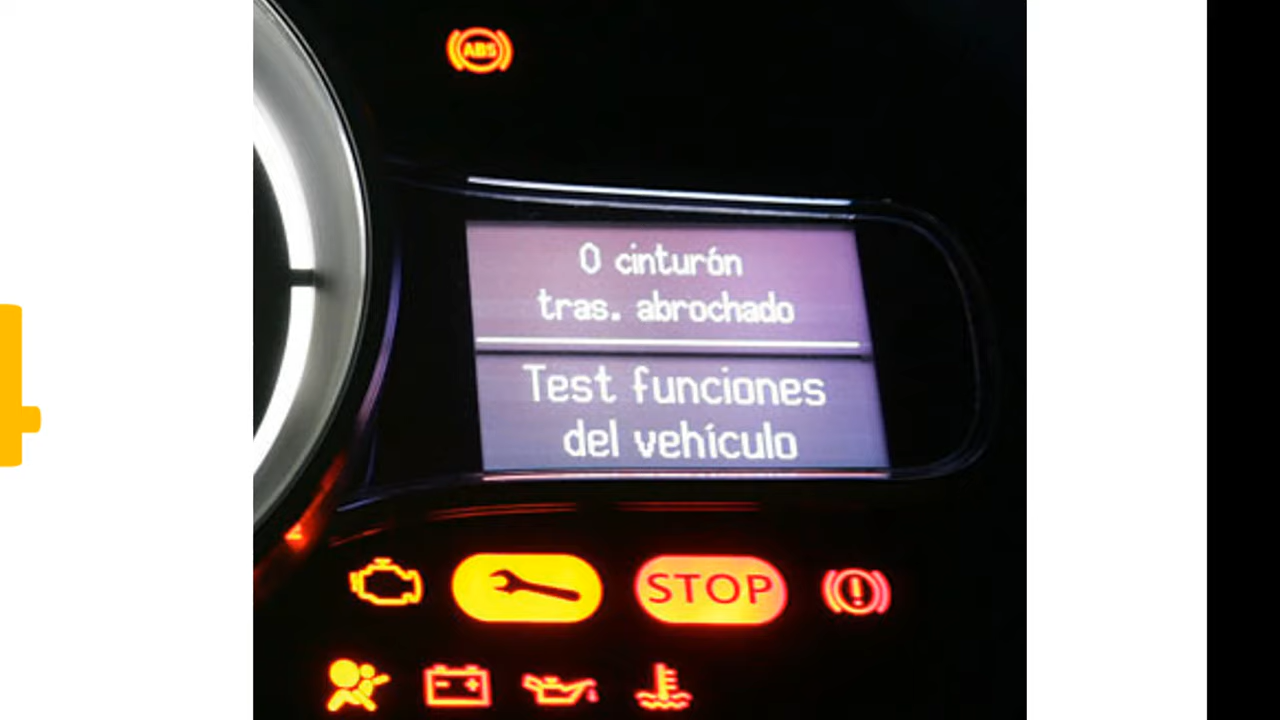 ABS
0 cinturón
tras. abrochado
Test funciones
del vehículo
STOP